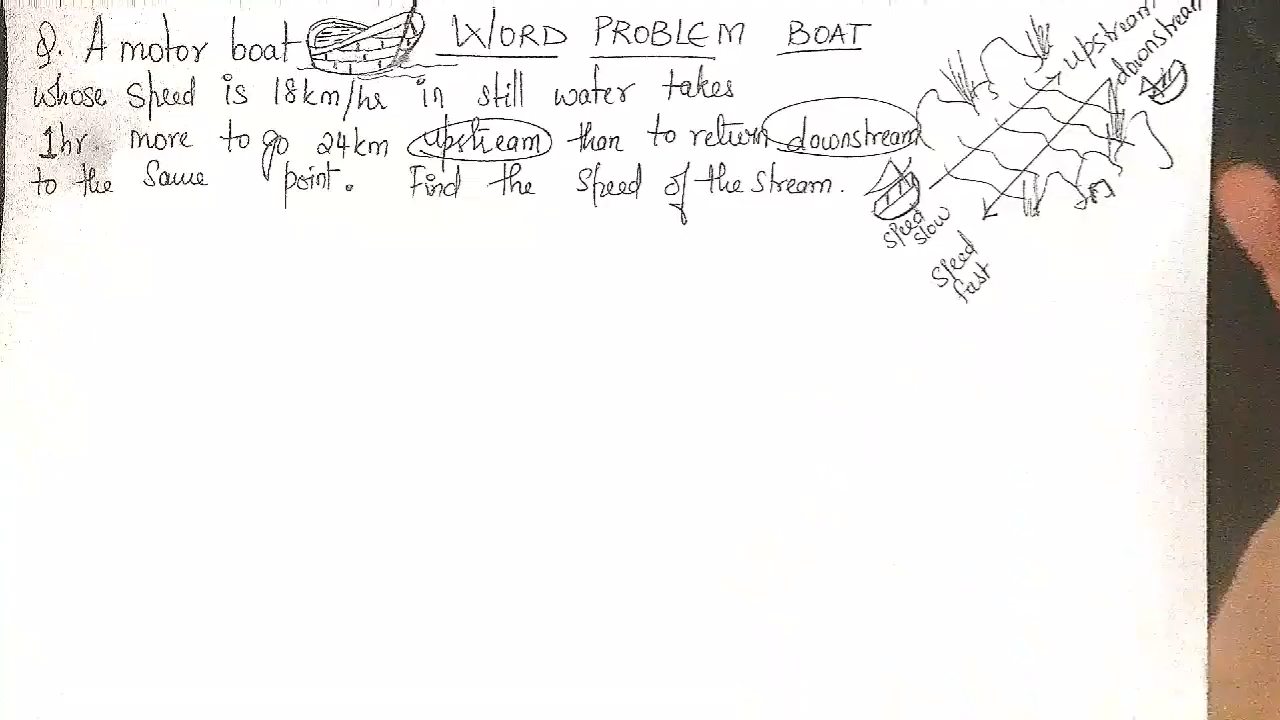 Q. A motor boat WORD PROBLEM BOAT
whose speed is 18km/hr in still water takes
1hr more to go 24km upstream than to return downstream
to the same point. Find the speed of the stream.
upstream
downstream
speed slow
speed fast